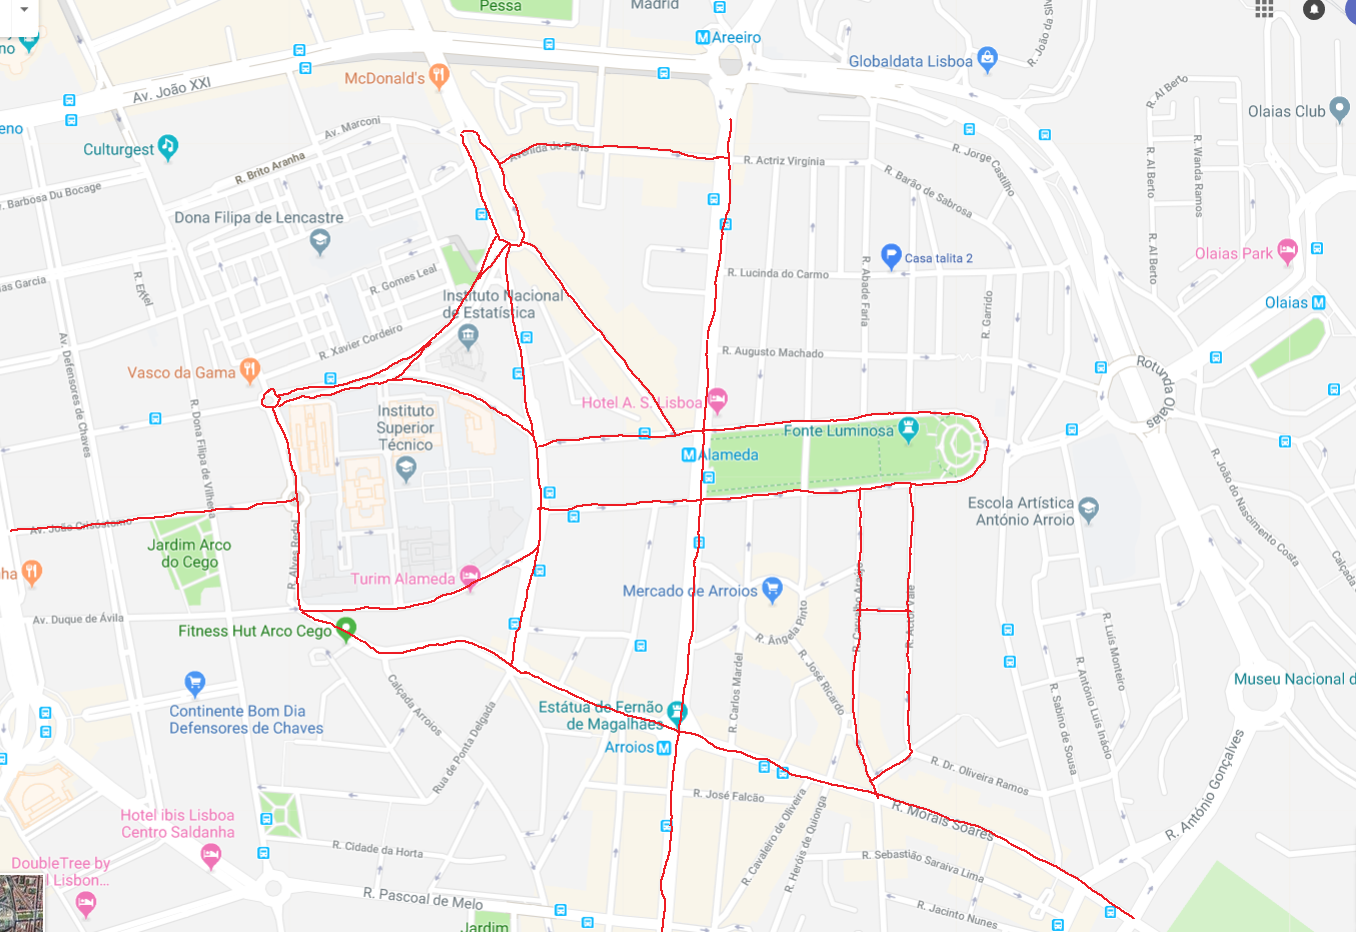 Pessa
Madrid
Areeiro
no
McDonald's
Globaldata Lisboa
R. João da
Av. João XXI
R. Al Berto
Olaias Club
eno
Av. Marconi
Culturgest
R. Brito Aranha
Avenida de Paris
R. Actriz Virgínia
R. Jorge Castilho
R. Barão de Sabrosa
R. Al Berto
R. Wanda Ramos
. Barbosa Du Bocage
Dona Filipa de Lencastre
R. Al Berto
Olaias Park
Casa talita 2
R. Lucinda do Carmo
R. Abade Faria
R. Garrido
ias Garcia
R. Eiffel
R. Gomes Leal
Instituto Nacional
de Estatística
Olaias
R. Xavier Cordeiro
R. Augusto Machado
Av. Defensores de Chaves
Vasco da Gama
Rotunda Olaias
R. Dona Filipa de Vilhena
Hotel A. S. Lisboa
Instituto
Superior
Técnico
Fonte Luminosa
Alameda
R. João do Nascimento Costa
Escola Artística
António Arroio
Av. João Crisóstomo
Jardim Arco
do Cego
R. Alves Redol
Calçada
ha
Turim Alameda
Mercado de Arroios
R. Carvalho Araújo
R. Actor Vale
Av. Duque de Ávila
Fitness Hut Arco Cego
R. Ângela Pinto
R. Luís Monteiro
R. José Ricardo
R. Carlos Mardel
R. António Luís Inácio
R. Sabino de Sousa
Museu Nacional d
Continente Bom Dia
Defensores de Chaves
Calçada Arroios
Rua de Ponta Delgada
Estátua de Fernão
de Magalhães
Arroios
R. Dr. Oliveira Ramos
R. António Gonçalves
R. José Falcão
R. Morais Soares
Hotel ibis Lisboa
Centro Saldanha
R. Cavaleiro de Oliveira
R. Heróis de Quionga
R. Cidade da Horta
R. Sebastião Saraiva Lima
DoubleTree by
l Lisbon...
R. Pascoal de Melo
R. Jacinto Nunes
Jardim